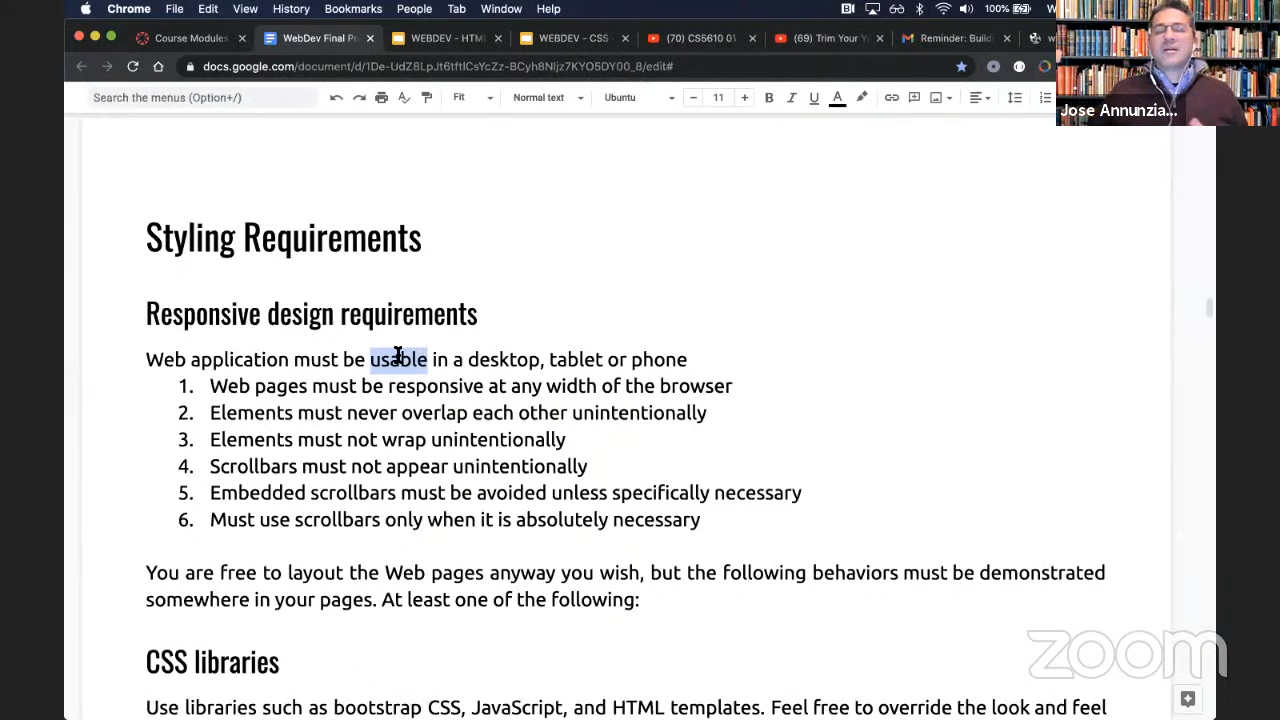 Chrome File Edit View History Bookmarks People Tab Window Help 100% W
Course Modules: WebDev Final P WEBDEV - HTML WEBDEV - CSS (70) CS5610 01 (69) Trim Your Reminder: Buildi w
docs.google.com/document/d/1De-UdZ8LpJt6tftICsYcZz-BCyh8NIjz7KYO5DY00_8/edit#
Search the menus (Option+/) Fit Normal text Ubuntu 11 B I U A
Jose Annunzia...
Styling Requirements
Responsive design requirements
Web application must be usable in a desktop, tablet or phone
1. Web pages must be responsive at any width of the browser
2. Elements must never overlap each other unintentionally
3. Elements must not wrap unintentionally
4. Scrollbars must not appear unintentionally
5. Embedded scrollbars must be avoided unless specifically necessary
6. Must use scrollbars only when it is absolutely necessary
You are free to layout the Web pages anyway you wish, but the following behaviors must be demonstrated
somewhere in your pages. At least one of the following:
CSS libraries
Use libraries such as bootstrap CSS, JavaScript, and HTML templates. Feel free to override the look and feel
zoom